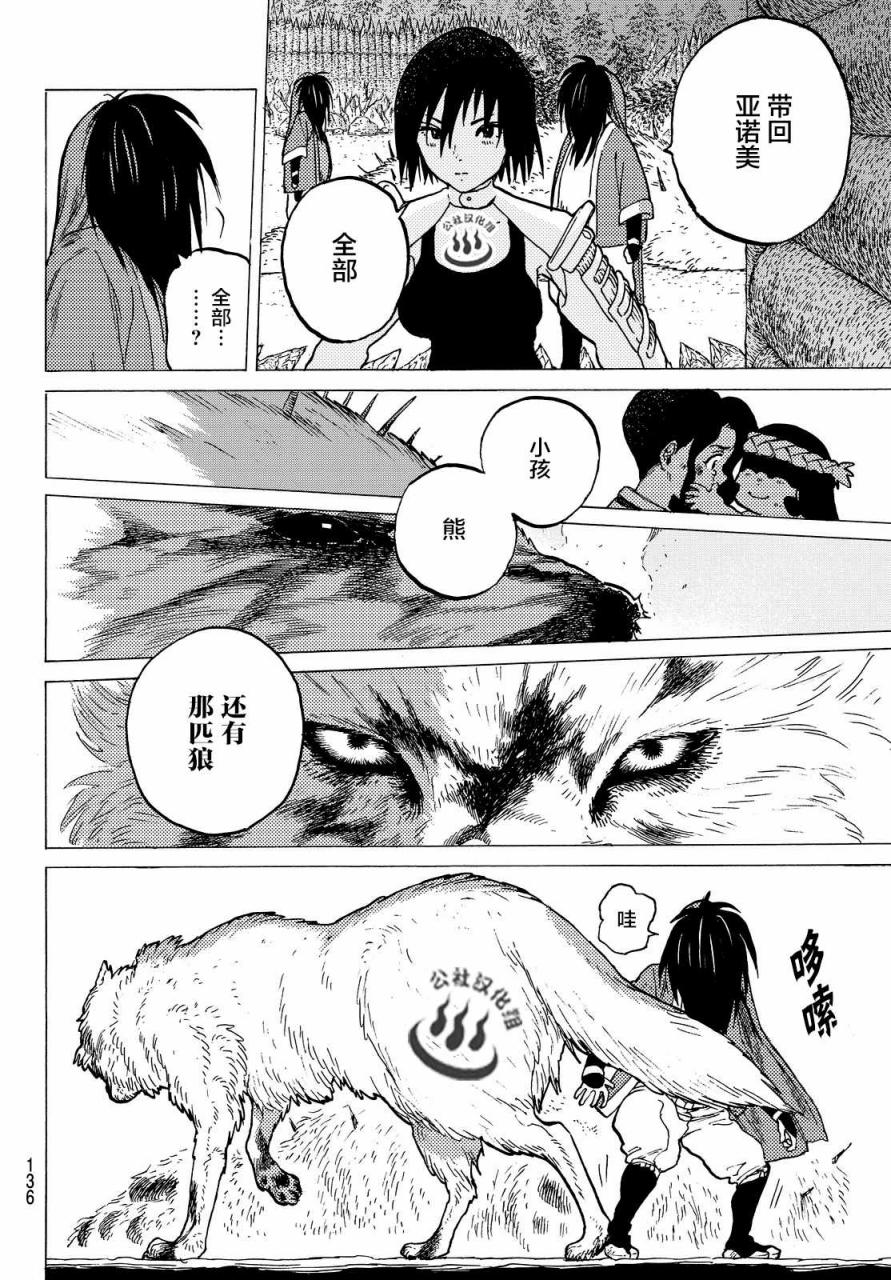 带回
亚诺美
公社汉化组
全部
全部…
……?
小孩
熊
还有
那匹狼
哇
哆嗦
公社汉化组
136